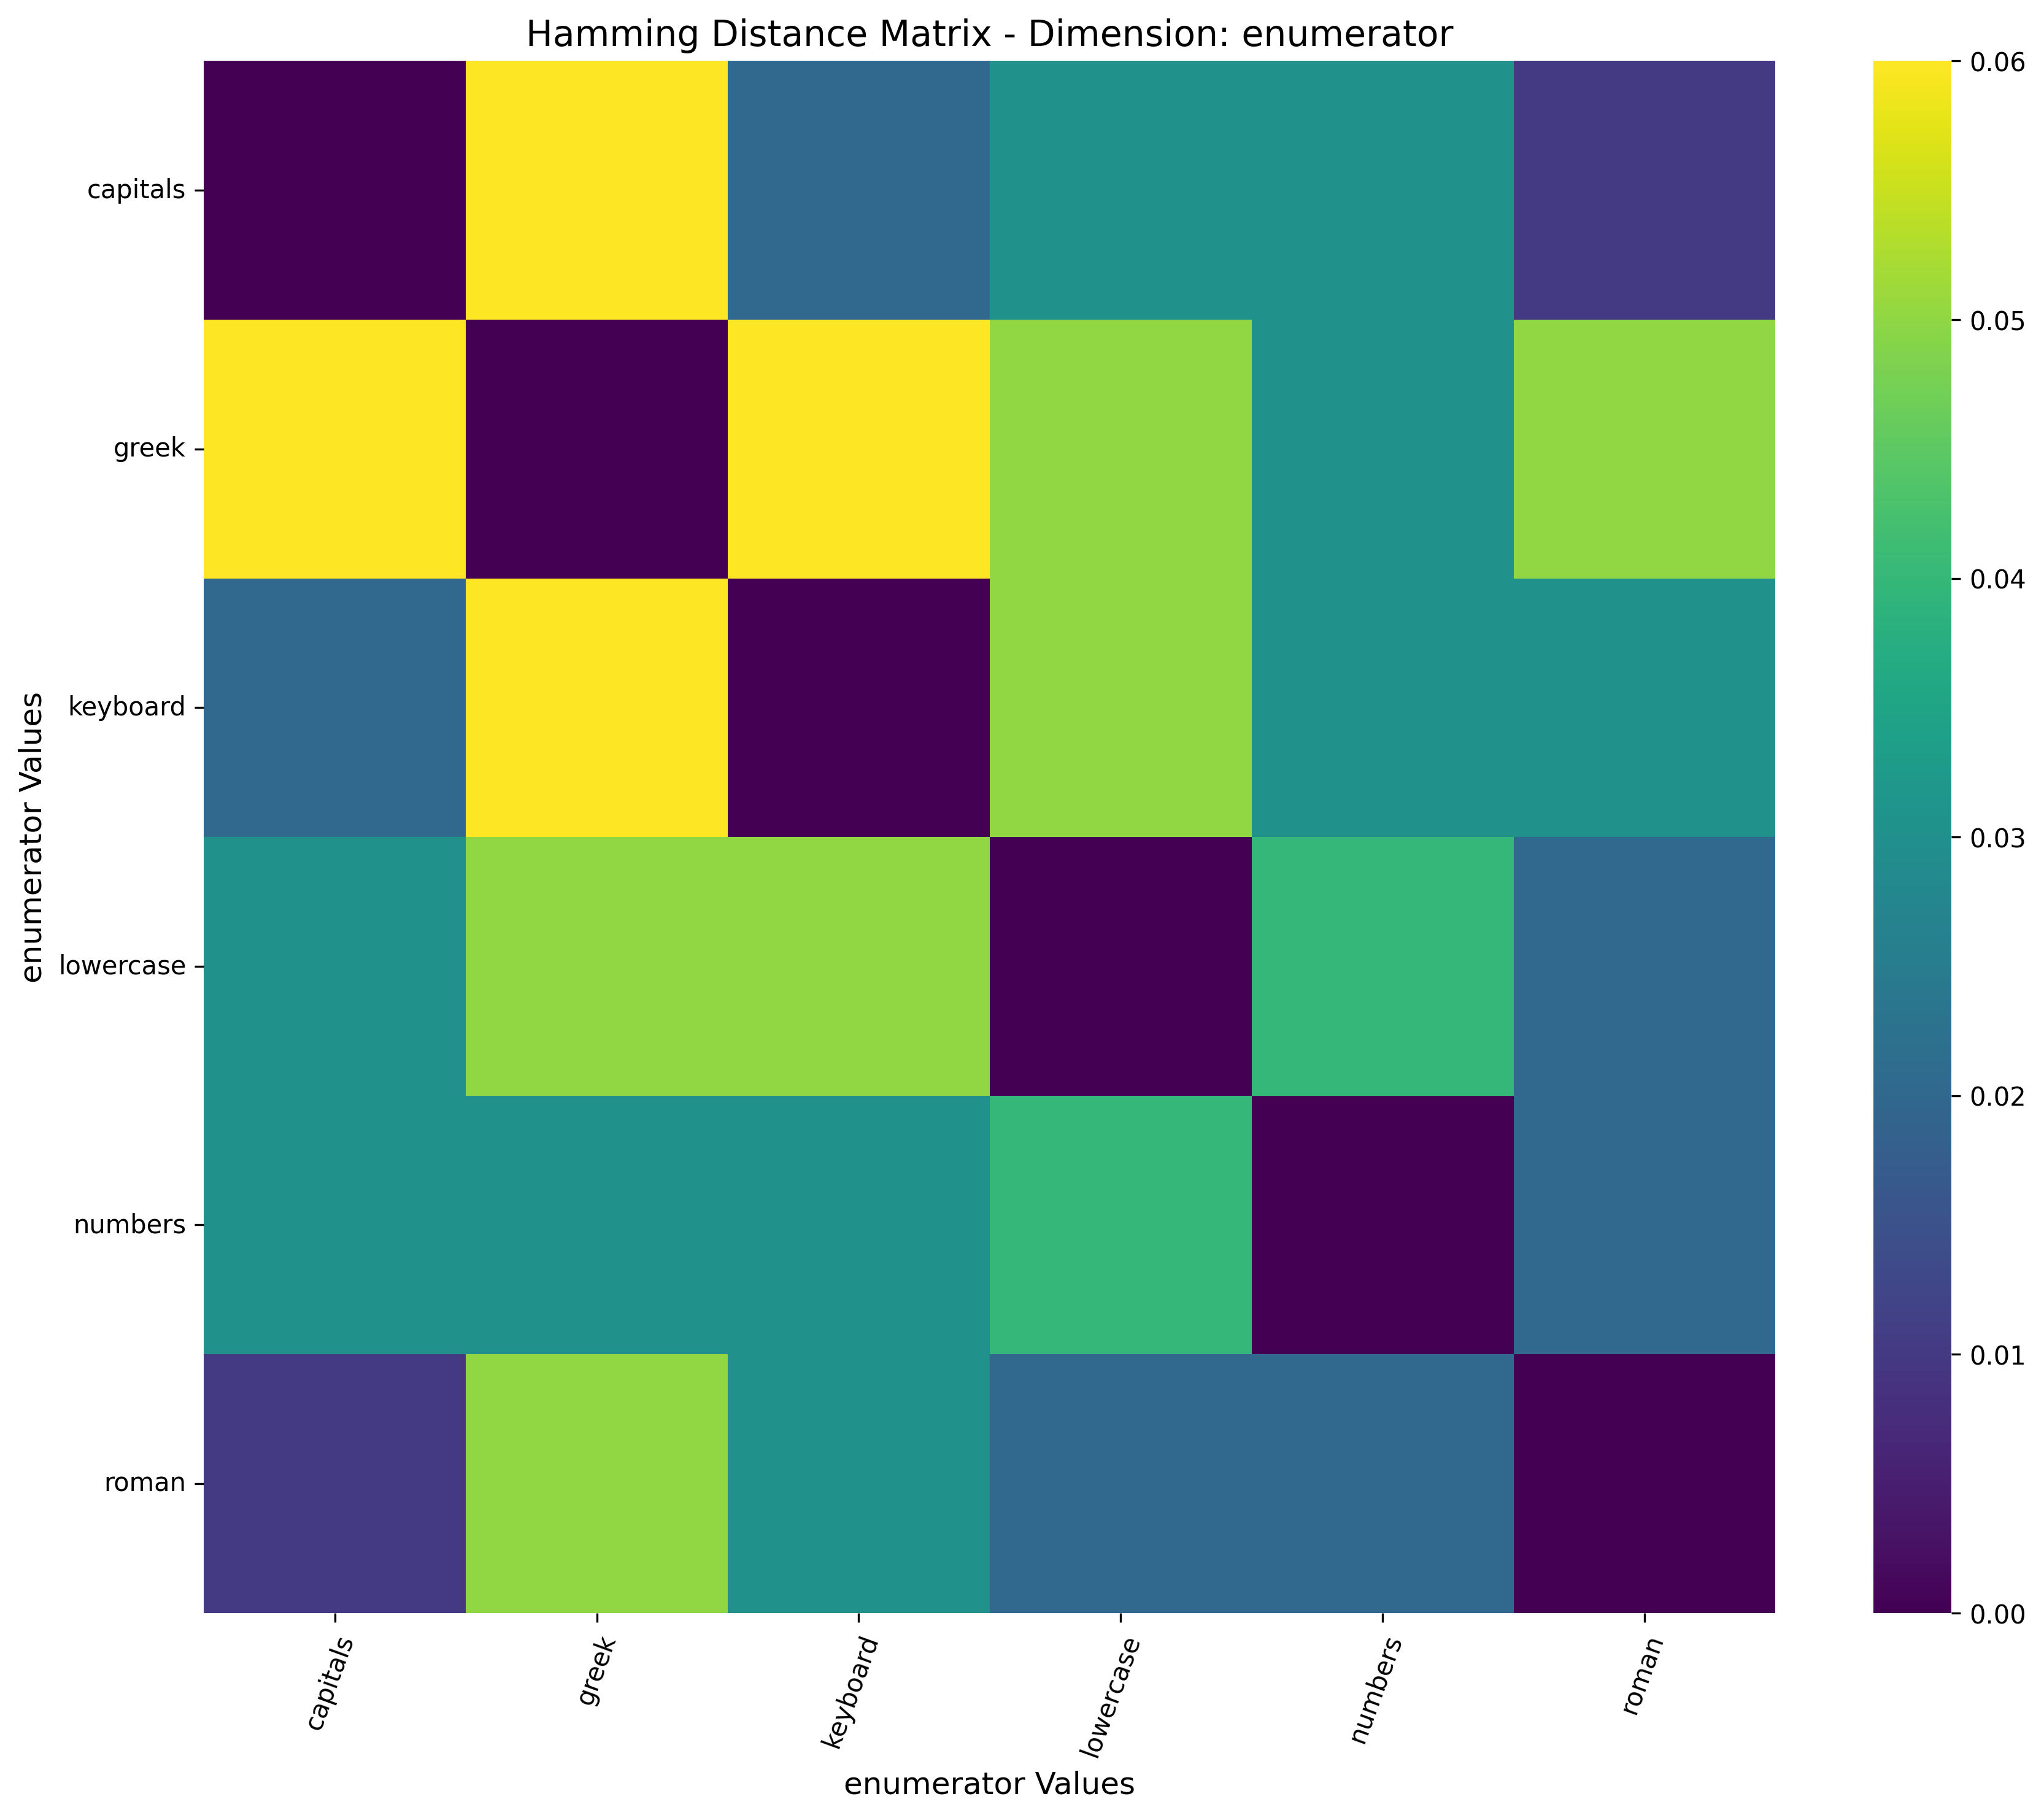 Hamming Distance Matrix - Dimension: enumerator
capitals
greek
keyboard
lowercase
numbers
roman
enumerator Values
capitals
greek
keyboard
lowercase
numbers
roman
enumerator Values
0.06
0.05
0.04
0.03
0.02
0.01
0.00